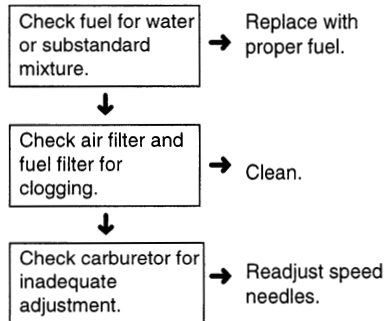 Check fuel for water
or substandard
mixture.
Replace with
proper fuel.
Check air filter and
fuel filter for
clogging.
Clean.
Check carburetor for
inadequate
adjustment.
Readjust speed
needles.